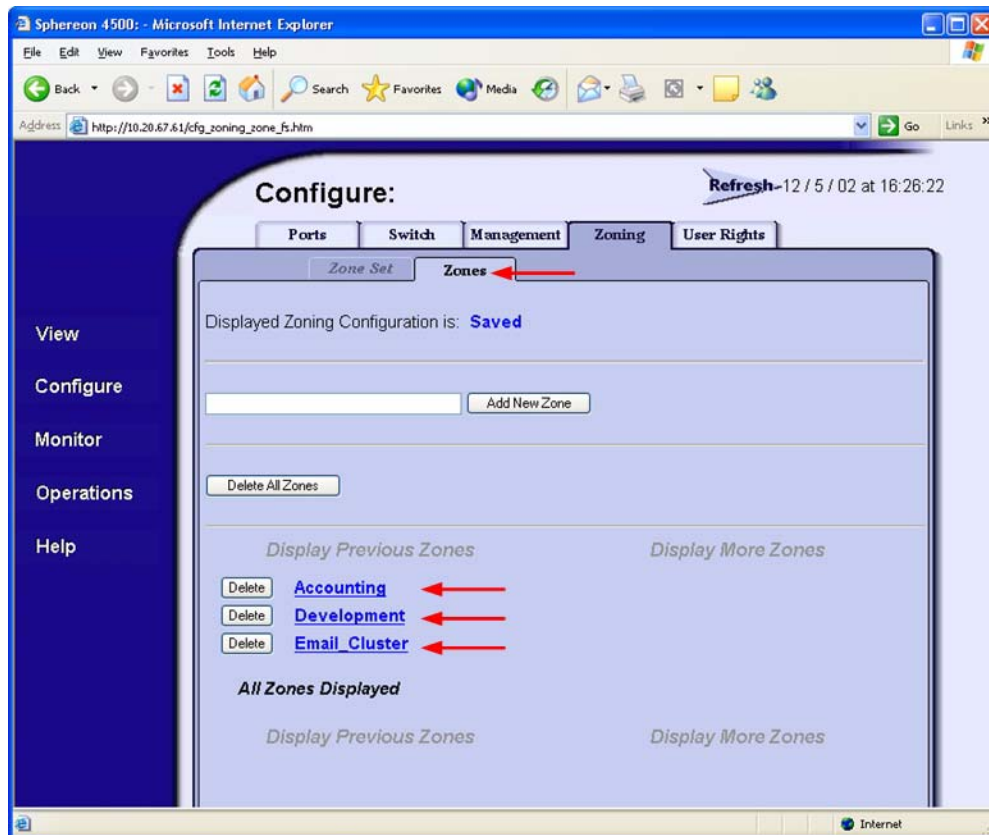 Sphereon 4500: - Microsoft Internet Explorer
File Edit View Favorites Tools Help
Back Search Favorites Media
Address http://10.20.67.61/cfg_zoning_zone_fs.htm Go Links »
Configure:
Refresh-12 / 5 / 02 at 16:26:22
Ports Switch Management Zoning User Rights
Zone Set Zones
Displayed Zoning Configuration is: Saved
View
Configure
Add New Zone
Monitor
Delete All Zones
Operations
Help
Display Previous Zones Display More Zones
Delete Accounting
Delete Development
Delete Email_Cluster
All Zones Displayed
Display Previous Zones Display More Zones
Internet